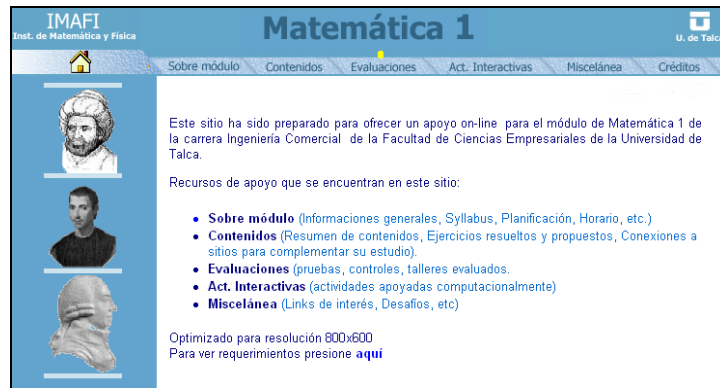 IMAFI
Inst. de Matemática y Física
Matemática 1
U. de Talca
Sobre módulo Contenidos Evaluaciones Act. Interactivas Miscelánea Créditos
Este sitio ha sido preparado para ofrecer un apoyo on-line para el módulo de Matemática 1 de
la carrera Ingeniería Comercial de la Facultad de Ciencias Empresariales de la Universidad de
Talca.
Recursos de apoyo que se encuentran en este sitio:
• Sobre módulo (Informaciones generales, Syllabus, Planificación, Horario, etc.)
• Contenidos (Resumen de contenidos, Ejercicios resueltos y propuestos, Conexiones a
sitios para complementar su estudio).
• Evaluaciones (pruebas, controles, talleres evaluados.
• Act. Interactivas (actividades apoyadas computacionalmente)
• Miscelánea (Links de interés, Desafíos, etc)
Optimizado para resolución 800x600
Para ver requerimientos presione aquí